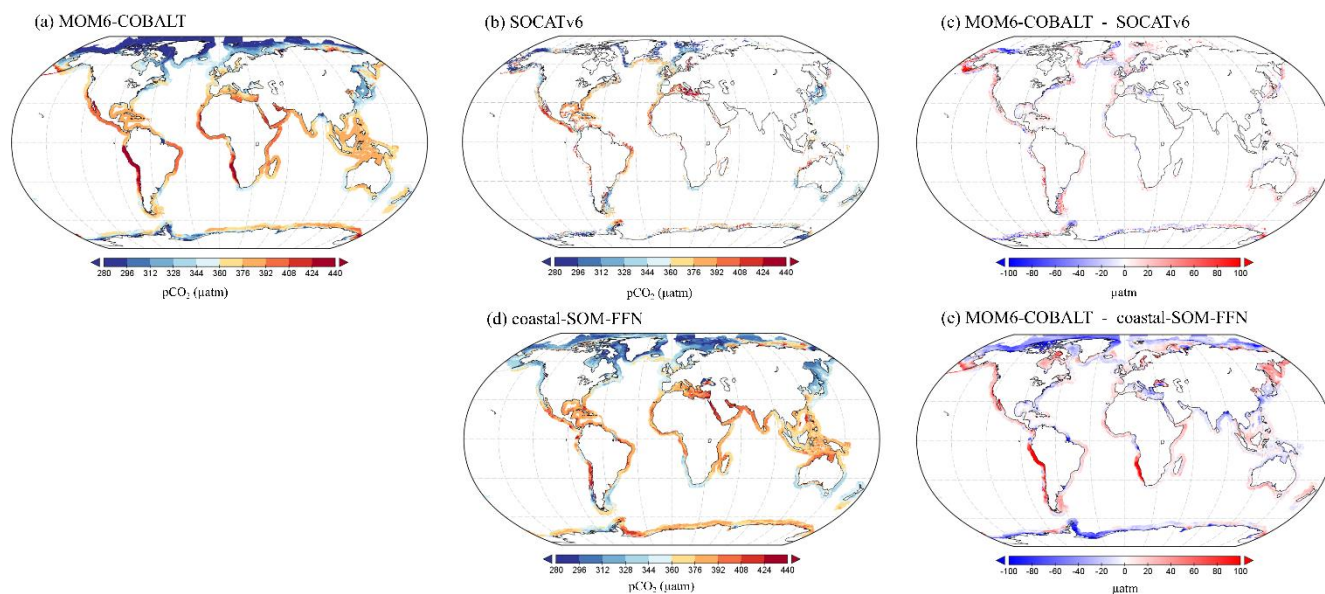 (a) MOM6-COBALT
(b) SOCATv6
(c) MOM6-COBALT - SOCATv6
280 296 312 328 344 360 376 392 408 424 440
pCO₂ (µatm)
280 296 312 328 344 360 376 392 408 424 440
pCO₂ (µatm)
-100 -80 -60 -40 -20 0 20 40 60 80 100
µatm
(d) coastal-SOM-FFN
(e) MOM6-COBALT - coastal-SOM-FFN
280 296 312 328 344 360 376 392 408 424 440
pCO₂ (µatm)
-100 -80 -60 -40 -20 0 20 40 60 80 100
µatm